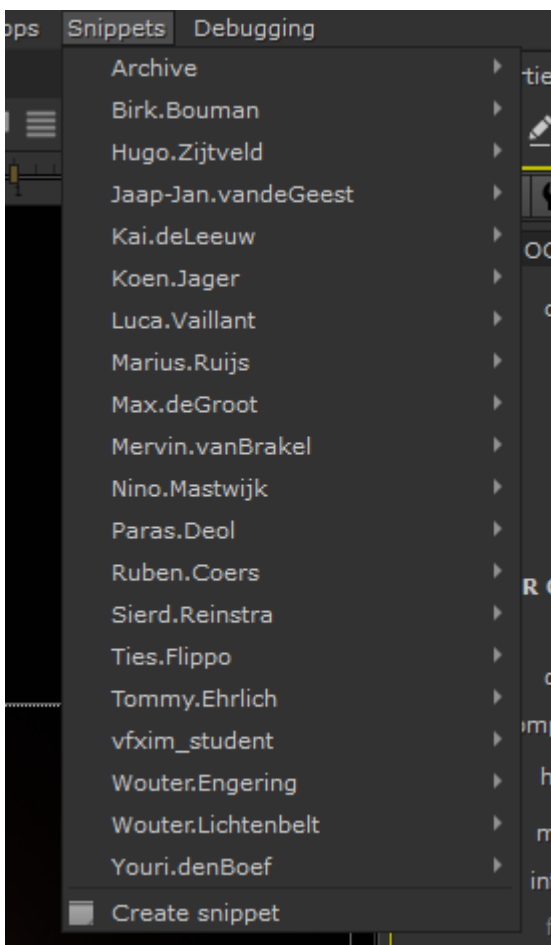 Snippets Debugging
Archive
Birk.Bouman
Hugo.Zijtveld
Jaap-Jan.vandeGeest
Kai.deLeeuw
Koen.Jager
Luca.Vaillant
Marius.Ruijs
Max.deGroot
Mervin.vanBrakel
Nino.Mastwijk
Paras.Deol
Ruben.Coers
Sierd.Reinstra
Ties.Flippo
Tommy.Ehrlich
vfxim_student
Wouter.Engering
Wouter.Lichtenbelt
Youri.denBoef
Create snippet